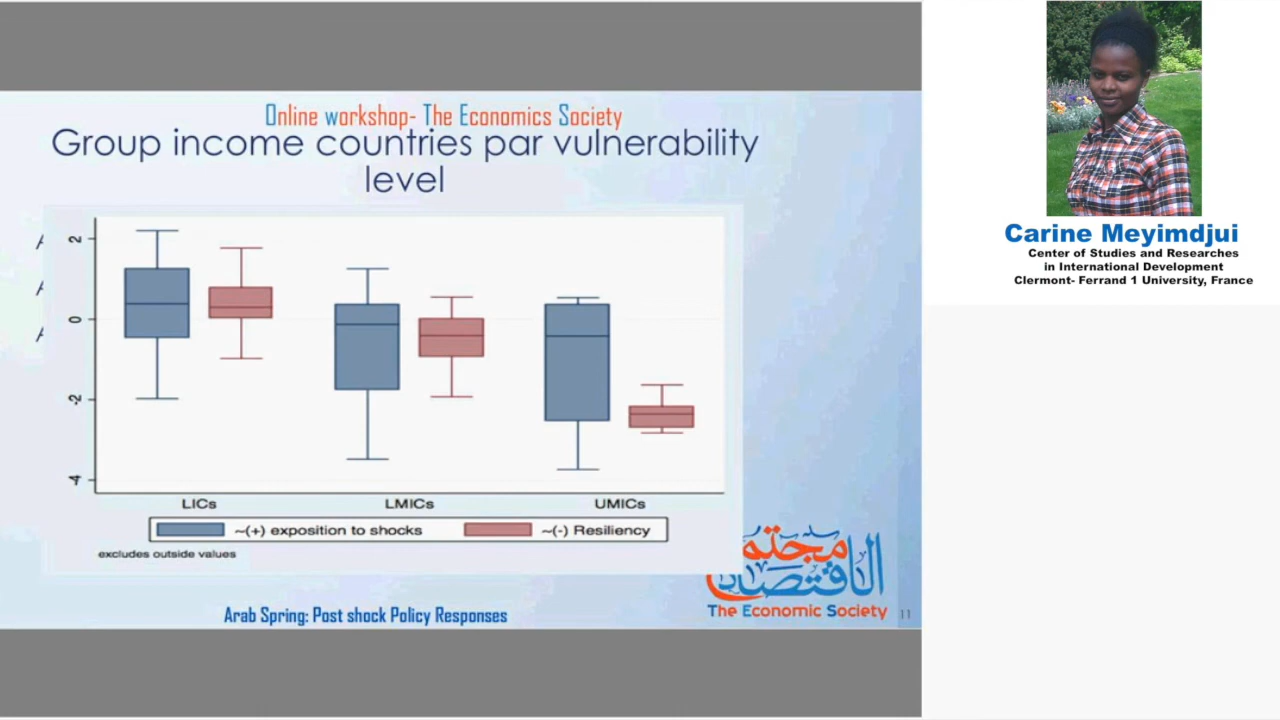 Online workshop- The Economics Society
Group income countries par vulnerability
level
A
A
A
2
0
-2
-4
LICs
LMICs
UMICs
~(+) exposition to shocks
~(-) Resiliency
excludes outside values
مجتمع
الاقتصاد
The Economic Society
Arab Spring: Post shock Policy Responses
11
Carine Meyimdjui
Center of Studies and Researches
in International Development
Clermont- Ferrand 1 University, France